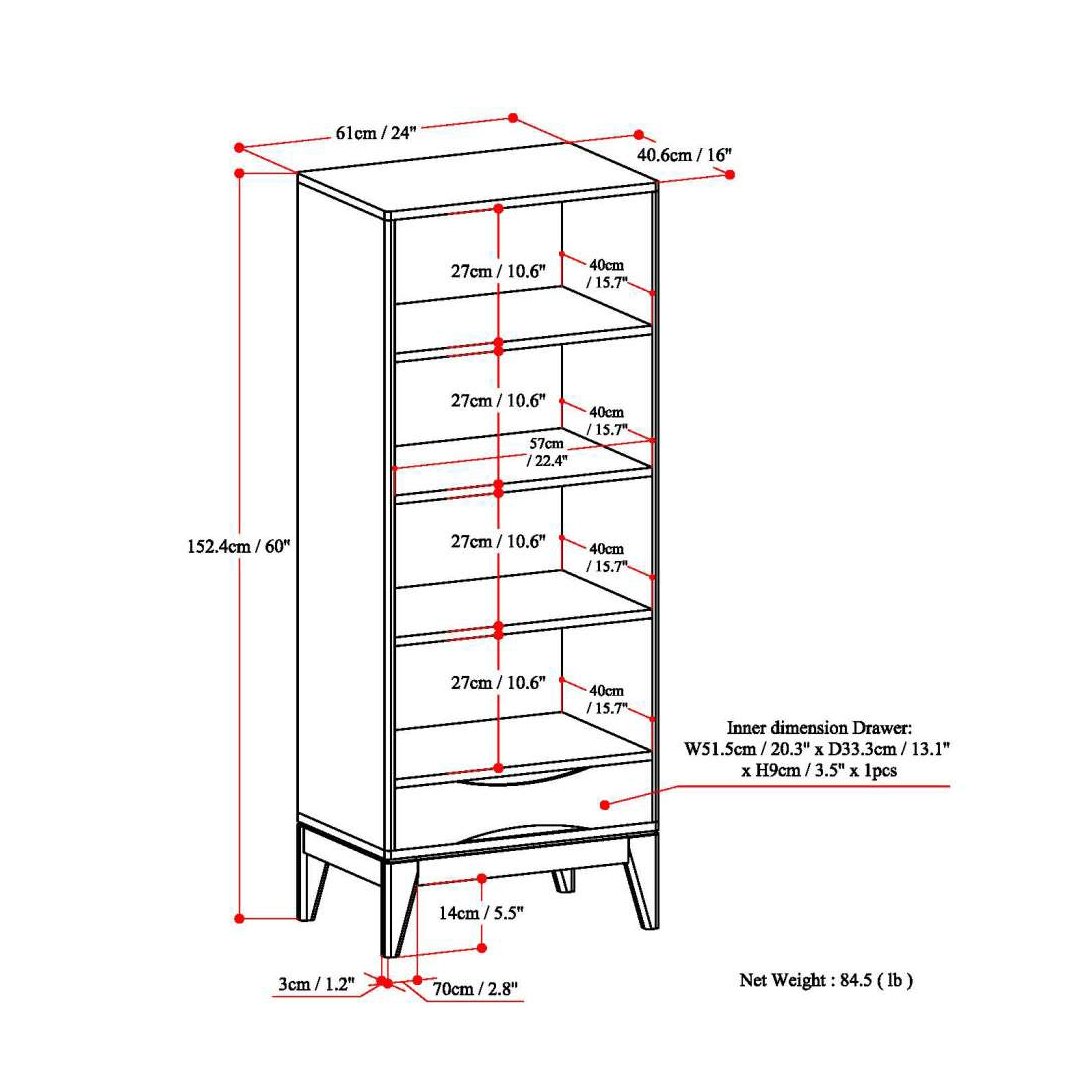 61cm / 24"
40.6cm / 16"
27cm / 10.6"
40cm
/ 15.7"
27cm / 10.6"
40cm
/ 15.7"
57cm
/ 22.4"
152.4cm / 60"
27cm / 10.6"
40cm
/ 15.7"
27cm / 10.6"
40cm
/ 15.7"
Inner dimension Drawer:
W51.5cm / 20.3" x D33.3cm / 13.1"
x H9cm / 3.5" x 1pcs
14cm / 5.5"
3cm / 1.2"
70cm / 2.8"
Net Weight : 84.5 ( lb )